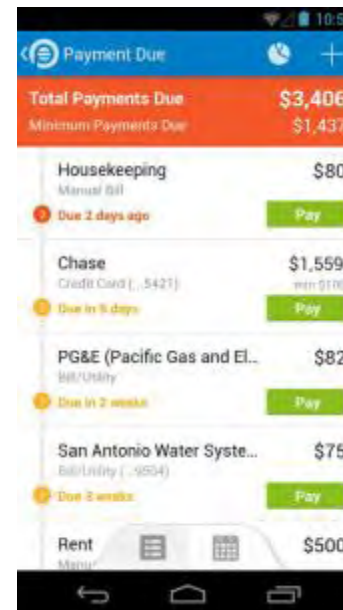 10:5
Payment Due
Total Payments Due $3,406
Minimum Payments Due $1,437
Housekeeping $80
Manual Bill
Due 2 days ago Pay
Chase $1,559
Credit Card (...5421) min $100
Due in 5 days Pay
PG&E (Pacific Gas and El... $82
Bill/Utility
Due in 2 weeks Pay
San Antonio Water Syste... $75
Bill/Utility (...9504)
Due 3 weeks Pay
Rent $500